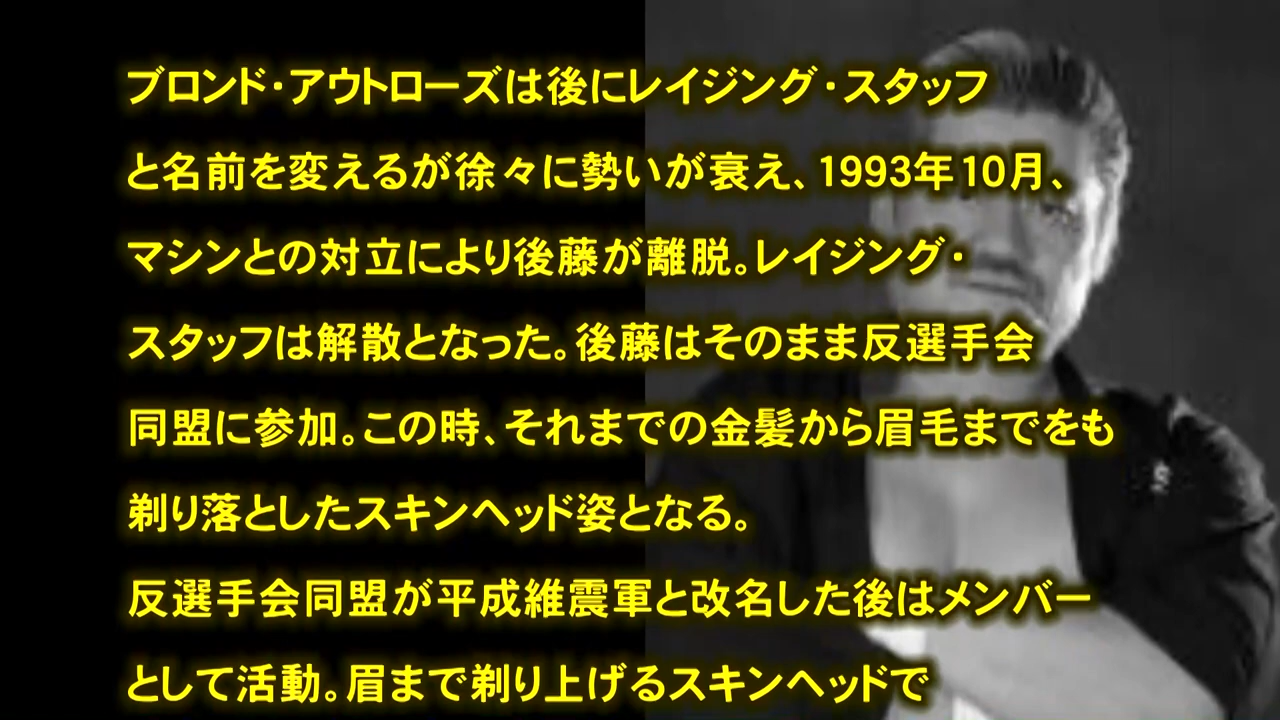 ブロンド・アウトローズは後にレイジング・スタッフ
と名前を変えるが徐々に勢いが衰え、1993年10月、
マシンとの対立により後藤が離脱。レイジング・
スタッフは解散となった。後藤はそのまま反選手会
同盟に参加。この時、それまでの金髪から眉毛までをも
剃り落としたスキンヘッド姿となる。
反選手会同盟が平成維震軍と改名した後はメンバー
として活動。眉まで剃り上げるスキンヘッドで